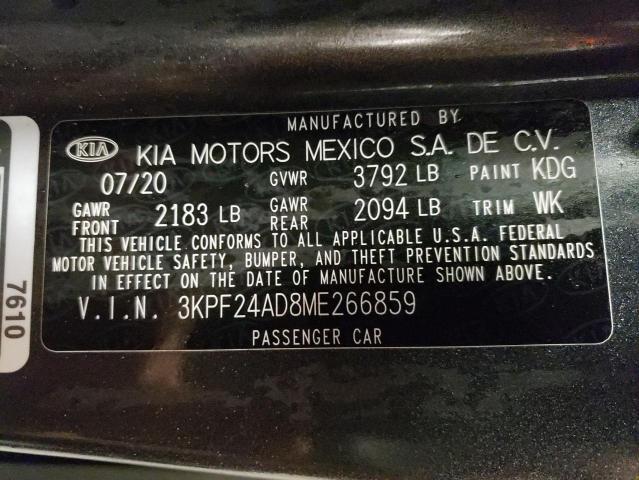 MANUFACTURED BY
KIA KIA MOTORS MEXICO S.A. DE C.V.
07/20 GVWR 3792 LB PAINT KDG
GAWR FRONT 2183 LB GAWR REAR 2094 LB TRIM WK
THIS VEHICLE CONFORMS TO ALL APPLICABLE U.S.A. FEDERAL
MOTOR VEHICLE SAFETY, BUMPER, AND THEFT PREVENTION STANDARDS
IN EFFECT ON THE DATE OF MANUFACTURE SHOWN ABOVE.
V.I.N. 3KPF24AD8ME266859
PASSENGER CAR
7610